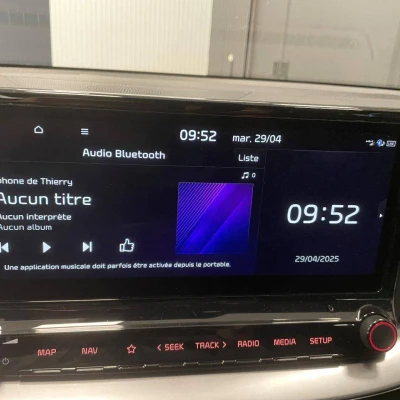 09:52 mar. 29/04
Audio Bluetooth Liste
phone de Thierry
0
Aucun titre
Aucun interprète
Aucun album
09:52
29/04/2025
Une application musicale doit parfois être activée depuis le portable.
MAP NAV < SEEK TRACK > RADIO MEDIA SETUP